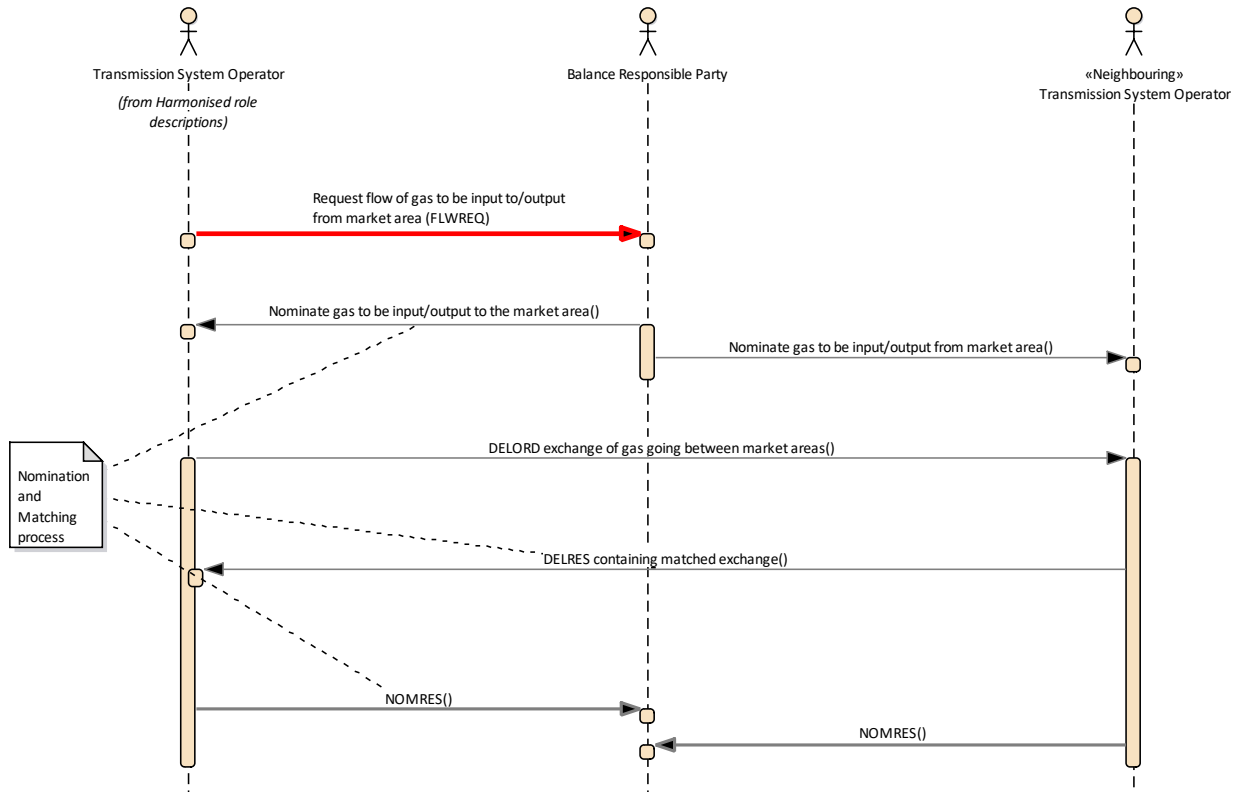 Transmission System Operator
(from Harmonised role
descriptions)
Balance Responsible Party
«Neighbouring»
Transmission System Operator
Request flow of gas to be input to/output
from market area (FLWREQ)
Nominate gas to be input/output to the market area()
Nominate gas to be input/output from market area()
DELORD exchange of gas going between market areas()
Nomination
and
Matching
process
DELRES containing matched exchange()
NOMRES()
NOMRES()